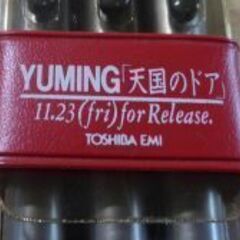 YUMING「天国のドア」
11.23(fri)for Release.
TOSHIBA EMI